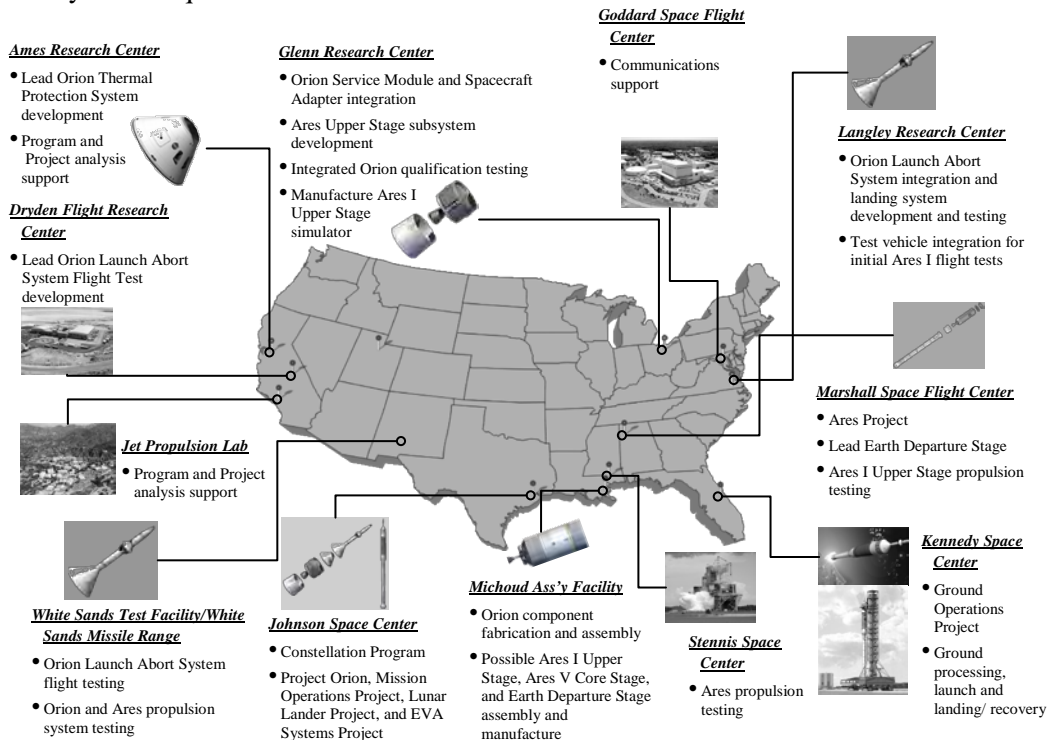 Ames Research Center
• Lead Orion Thermal
Protection System
development
• Program and
Project analysis
support
Dryden Flight Research
Center
• Lead Orion Launch Abort
System Flight Test
development
Glenn Research Center
• Orion Service Module and Spacecraft
Adapter integration
• Ares Upper Stage subsystem
development
• Integrated Orion qualification testing
• Manufacture Ares I
Upper Stage
simulator
Goddard Space Flight
Center
• Communications
support
Langley Research Center
• Orion Launch Abort
System integration and
landing system
development and testing
• Test vehicle integration for
initial Ares I flight tests
Marshall Space Flight Center
• Ares Project
• Lead Earth Departure Stage
• Ares I Upper Stage propulsion
testing
Jet Propulsion Lab
• Program and Project
analysis support
White Sands Test Facility/White
Sands Missile Range
• Orion Launch Abort System
flight testing
• Orion and Ares propulsion
system testing
Johnson Space Center
• Constellation Program
• Project Orion, Mission
Operations Project, Lunar
Lander Project, and EVA
Systems Project
Michoud Ass'y Facility
• Orion component
fabrication and assembly
• Possible Ares I Upper
Stage, Ares V Core Stage,
and Earth Departure Stage
assembly and
manufacture
Stennis Space
Center
• Ares propulsion
testing
Kennedy Space
Center
• Ground
Operations
Project
• Ground
processing,
launch and
landing/ recovery